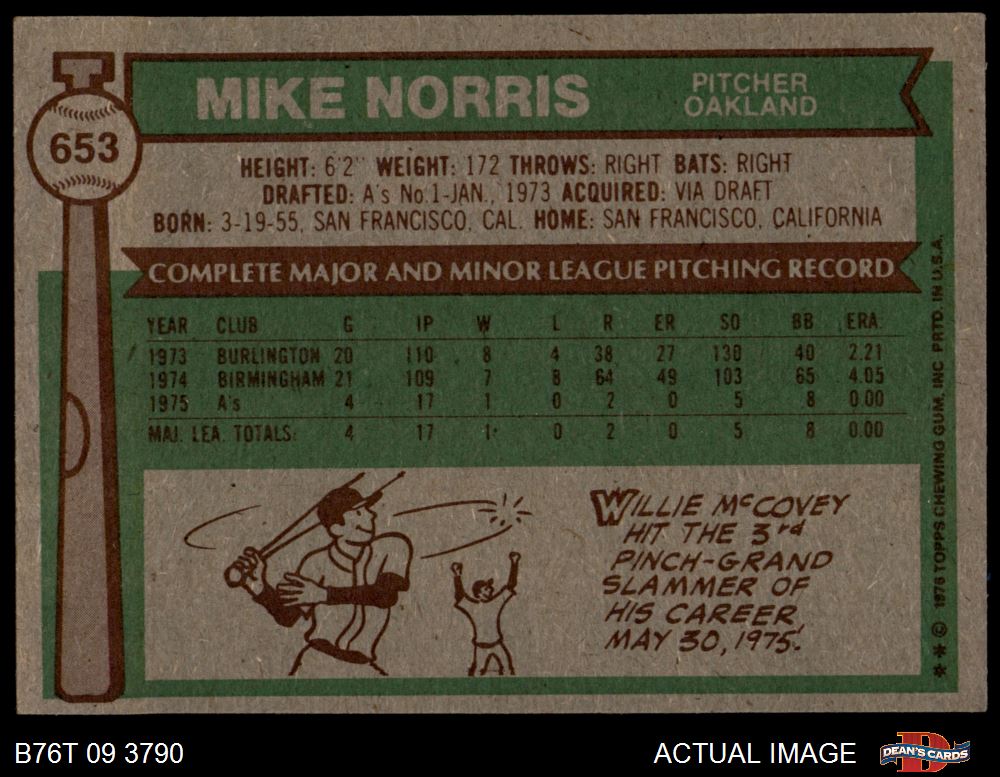 653
MIKE NORRIS
PITCHER
OAKLAND
HEIGHT: 6'2" WEIGHT: 172 THROWS: RIGHT BATS: RIGHT
DRAFTED: A's No.1-JAN., 1973 ACQUIRED: VIA DRAFT
BORN: 3-19-55, SAN FRANCISCO, CAL. HOME: SAN FRANCISCO, CALIFORNIA
COMPLETE MAJOR AND MINOR LEAGUE PITCHING RECORD
YEAR CLUB G IP W L R ER SO BB ERA.
1973 BURLINGTON 20 110 8 4 38 27 130 40 2.21
1974 BIRMINGHAM 21 109 7 8 64 49 103 65 4.05
1975 A's 4 17 1 0 2 0 5 8 0.00
MAJ. LEA. TOTALS: 4 17 1 0 2 0 5 8 0.00
WILLIE McCOVEY
HIT THE 3rd
PINCH-GRAND
SLAMMER OF
HIS CAREER
MAY 30, 1975.
** © 1976 TOPPS CHEWING GUM, INC. PRTD. IN U.S.A.
B76T 09 3790
ACTUAL IMAGE
D
DEAN'S CARDS